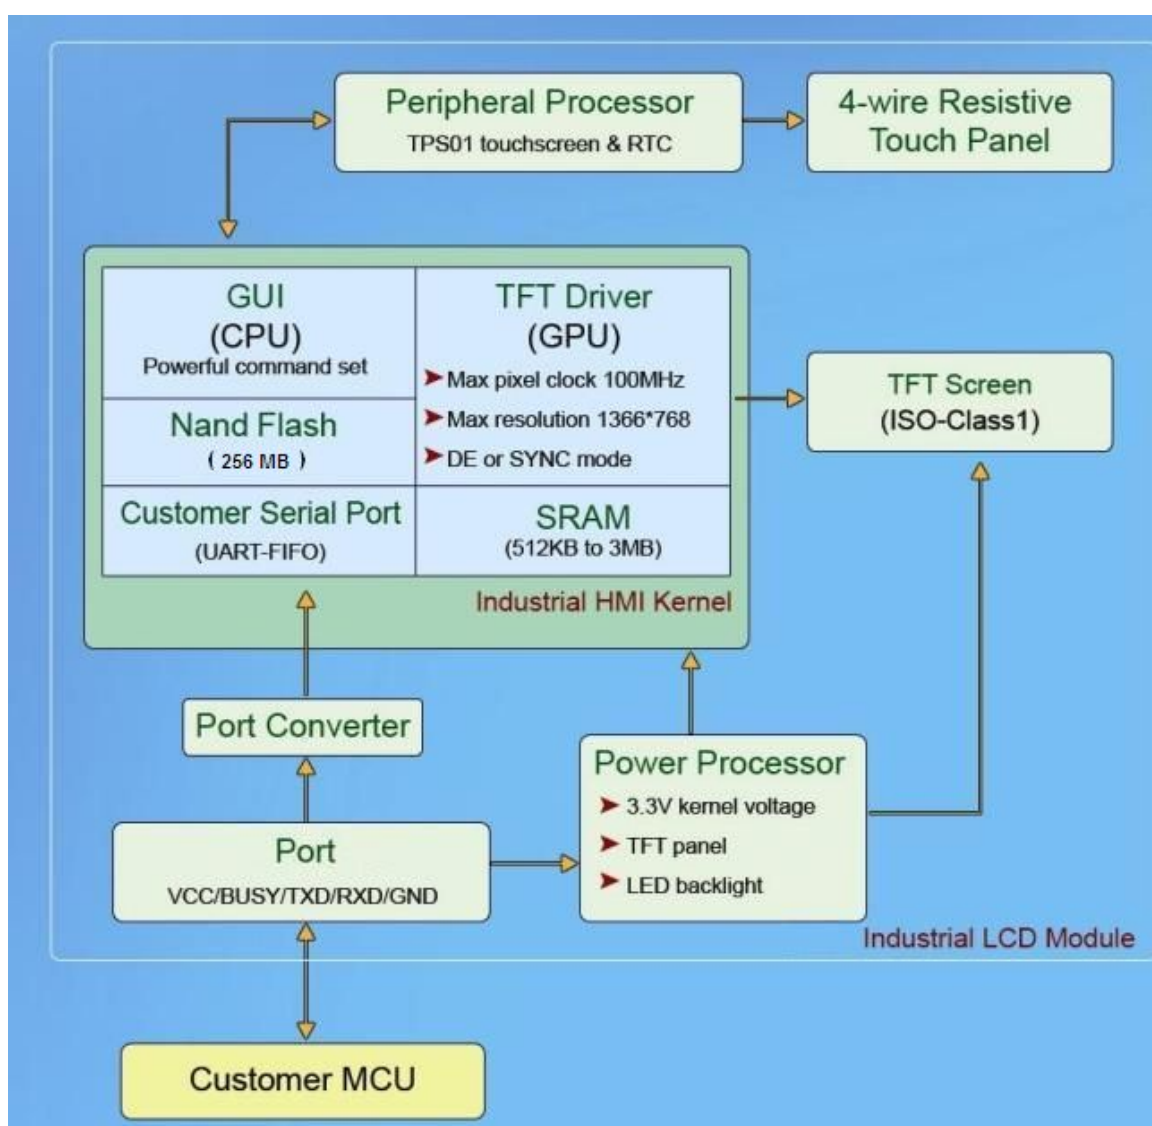 Peripheral Processor
TPS01 touchscreen & RTC
4-wire Resistive
Touch Panel
GUI
(CPU)
Powerful command set
TFT Driver
(GPU)
Max pixel clock 100MHz
Max resolution 1366*768
DE or SYNC mode
Nand Flash
( 256 MB )
Customer Serial Port
(UART-FIFO)
SRAM
(512KB to 3MB)
Industrial HMI Kernel
TFT Screen
(ISO-Class1)
Port Converter
Power Processor
3.3V kernel voltage
TFT panel
LED backlight
Port
VCC/BUSY/TXD/RXD/GND
Industrial LCD Module
Customer MCU